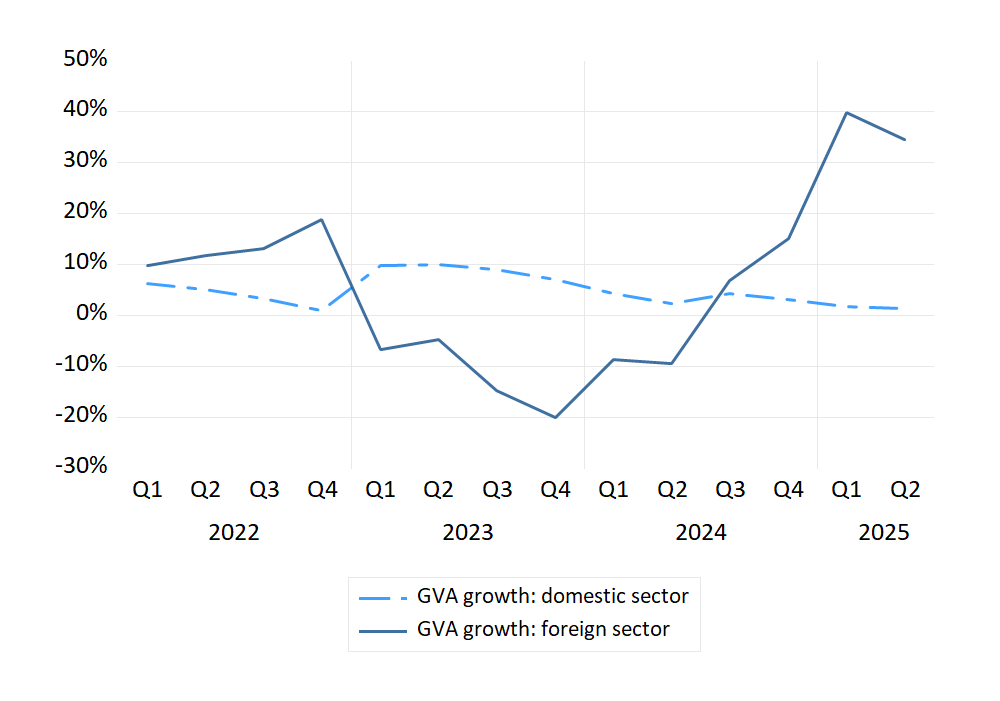 50%
40%
30%
20%
10%
0%
-10%
-20%
-30%
Q1 Q2 Q3 Q4 Q1 Q2 Q3 Q4 Q1 Q2 Q3 Q4 Q1 Q2
2022 2023 2024 2025
GVA growth: domestic sector
GVA growth: foreign sector